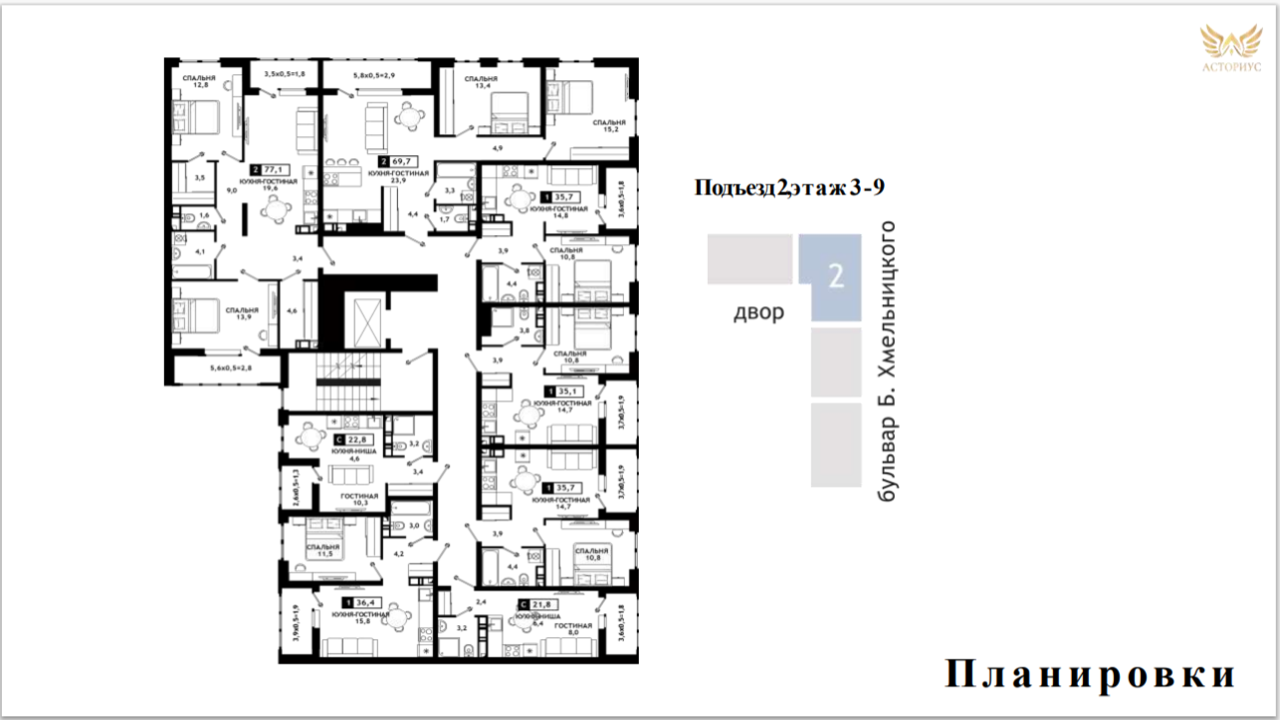 АСТОРИУС
СПАЛЬНЯ
12,8
3,5х0,5=1,8
5,8х0,5=2,9
СПАЛЬНЯ
13,4
СПАЛЬНЯ
15,2
4,9
2 77,1
КУХНЯ-ГОСТИНАЯ
19,6
2 69,7
КУХНЯ-ГОСТИНАЯ
23,9
3,5
9,0
3,3
1,6
4,4
1,7
4,1
3,4
1 35,7
КУХНЯ-ГОСТИНАЯ
14,8
3,6х0,5=1,8
3,9
СПАЛЬНЯ
10,8
4,4
СПАЛЬНЯ
13,9
4,6
5,6х0,5=2,8
3,8
3,9
СПАЛЬНЯ
10,8
1 35,1
КУХНЯ-ГОСТИНАЯ
14,7
3,7х0,5=1,9
С 22,8
КУХНЯ-НИША
4,6
3,2
3,4
ГОСТИНАЯ
10,3
2,6х0,5=1,3
1 35,7
КУХНЯ-ГОСТИНАЯ
14,7
3,7х0,5=1,9
3,9
СПАЛЬНЯ
10,8
4,4
СПАЛЬНЯ
11,5
3,0
4,2
1 36,4
КУХНЯ-ГОСТИНАЯ
15,8
3,9х0,5=1,9
2,4
3,2
С 21,8
КУХНЯ-НИША
6,4
ГОСТИНАЯ
8,0
3,6х0,5=1,8
Подъезд 2, этаж 3-9
2
двор
бульвар Б. Хмельницкого
Планировки